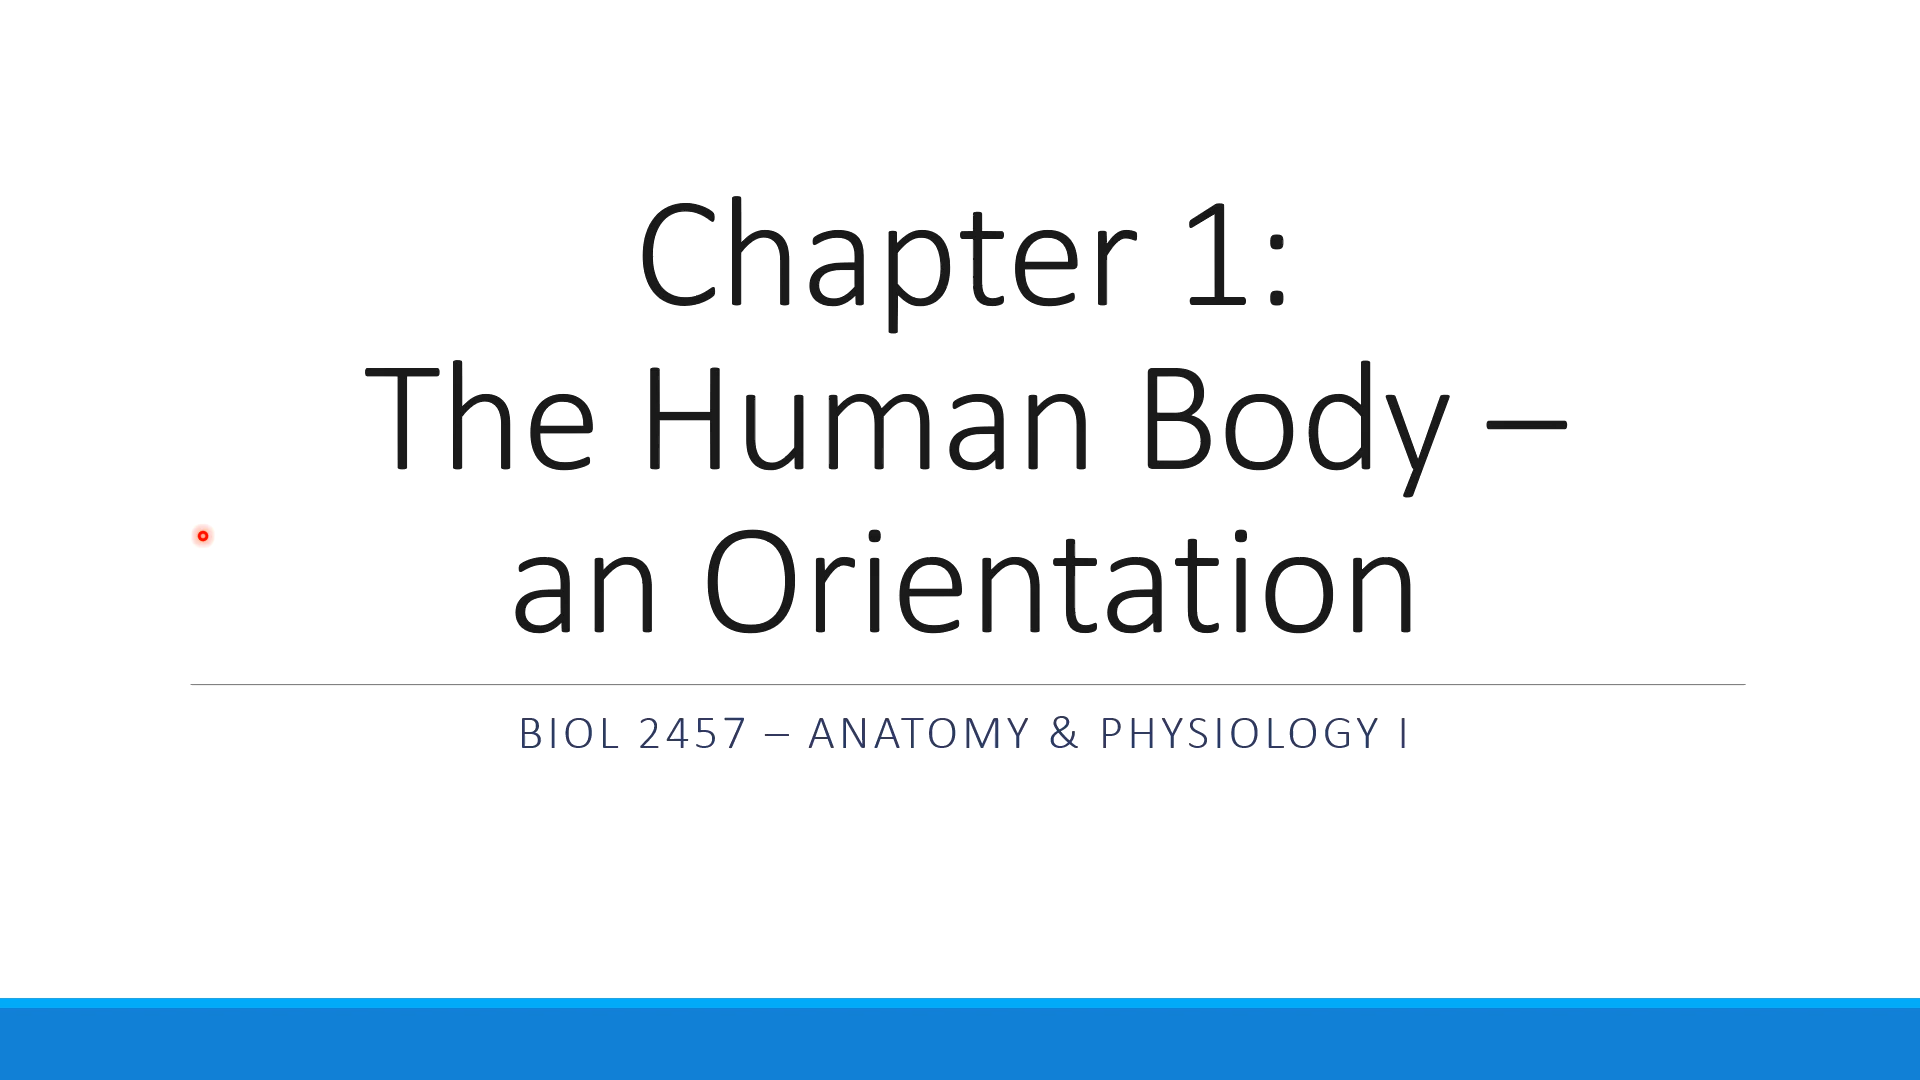 Chapter 1:
The Human Body –
an Orientation
BIOL 2457 – ANATOMY & PHYSIOLOGY I